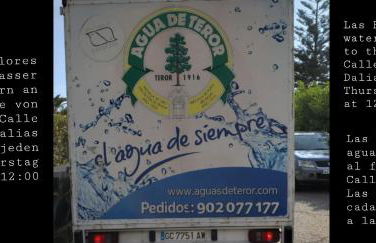 lores
asser
rn an
e von
Calle
alias
jeden
rstag
12:00
AGUA DE TEROR
TEROR 1916
el agua de siempre
www.aguasdeteror.com
Pedidos: 902 077 177
GC 7751 AW
Las F
water
to th
Calle
Dalia
Thurs
at 12
Las
agua
al f
Call
Las
cada
a la